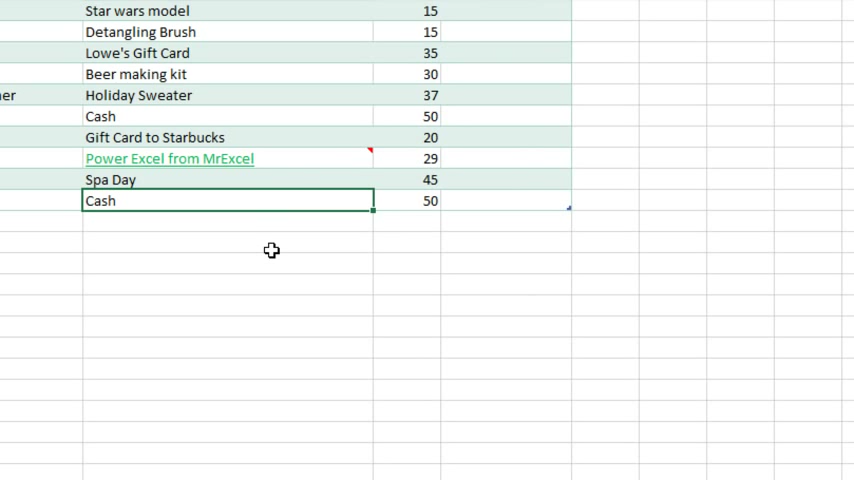 Star wars model 15
Detangling Brush 15
Lowe's Gift Card 35
Beer making kit 30
ner Holiday Sweater 37
Cash 50
Gift Card to Starbucks 20
Power Excel from MrExcel 29
Spa Day 45
Cash 50